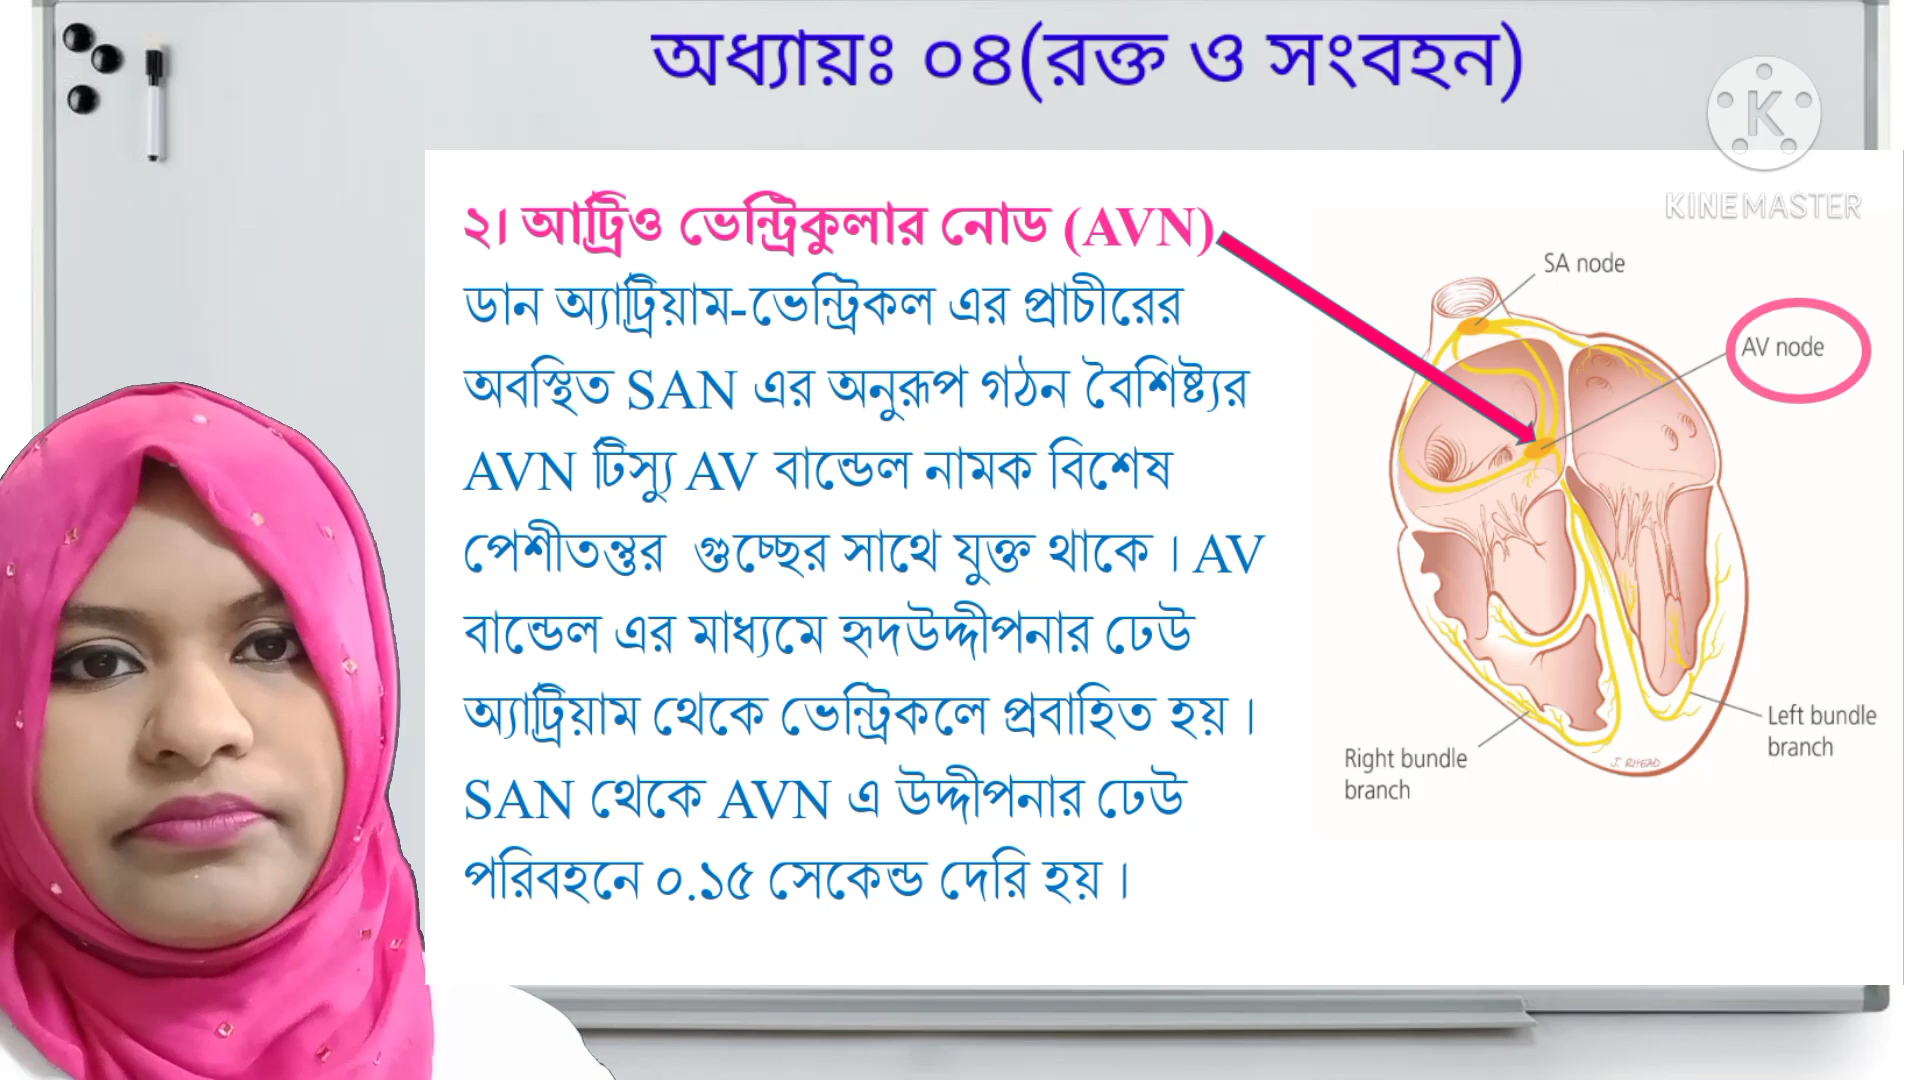 অধ্যায়ঃ ০৪(রক্ত ও সংবহন)
K
KINEMASTER
২। আট্রিও ভেন্ট্রিকুলার নোড (AVN)
ডান অ্যাট্রিয়াম-ভেন্ট্রিকল এর প্রাচীরের
অবস্থিত SAN এর অনুরূপ গঠন বৈশিষ্ট্যর
AVN টিস্যু AV বান্ডেল নামক বিশেষ
পেশীতন্তুর গুচ্ছের সাথে যুক্ত থাকে। AV
বান্ডেল এর মাধ্যমে হৃদউদ্দীপনার ঢেউ
অ্যাট্রিয়াম থেকে ভেন্ট্রিকলে প্রবাহিত হয়।
SAN থেকে AVN এ উদ্দীপনার ঢেউ
পরিবহনে ০.১৫ সেকেন্ড দেরি হয়।
SA node
AV node
Left bundle
branch
Right bundle
branch
J. RHEAD